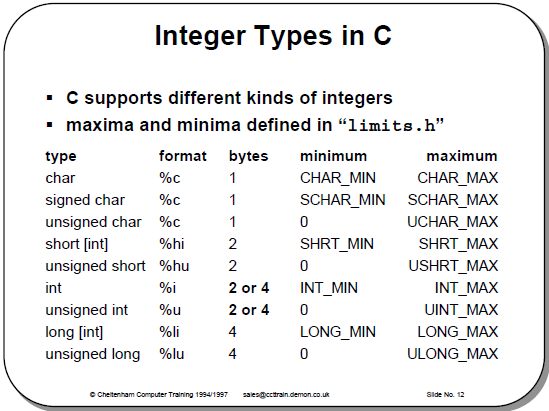 Integer Types in C
▪ C supports different kinds of integers
▪ maxima and minima defined in “limits.h”
type format bytes minimum maximum
char %c 1 CHAR_MIN CHAR_MAX
signed char %c 1 SCHAR_MIN SCHAR_MAX
unsigned char %c 1 0 UCHAR_MAX
short [int] %hi 2 SHRT_MIN SHRT_MAX
unsigned short %hu 2 0 USHRT_MAX
int %i 2 or 4 INT_MIN INT_MAX
unsigned int %u 2 or 4 0 UINT_MAX
long [int] %li 4 LONG_MIN LONG_MAX
unsigned long %lu 4 0 ULONG_MAX
© Cheltenham Computer Training 1994/1997 sales@ccttrain.demon.co.uk Slide No. 12